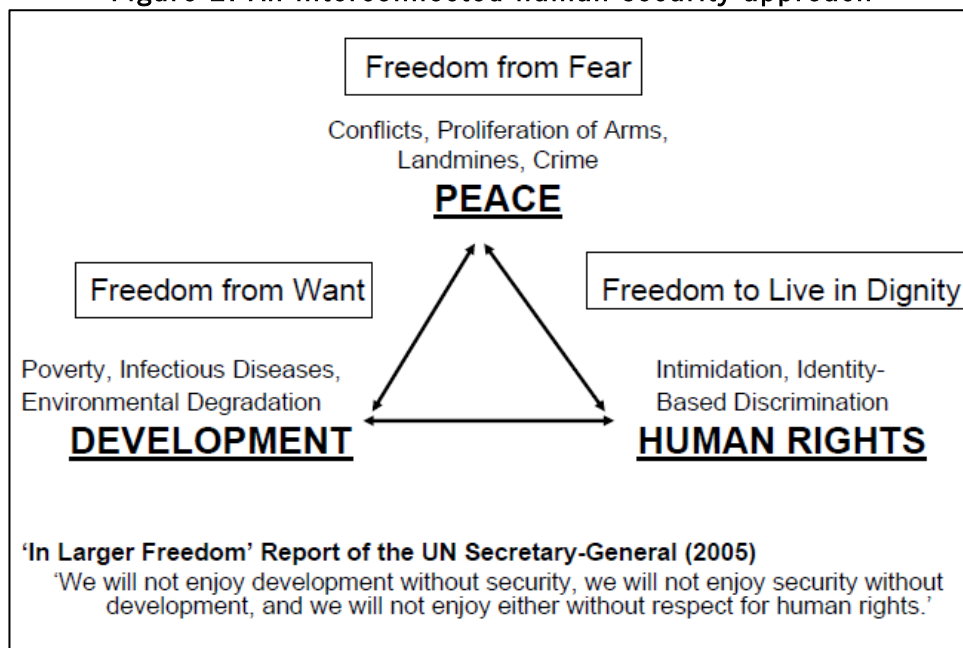 Freedom from Fear
Conflicts, Proliferation of Arms,
Landmines, Crime
PEACE
Freedom from Want
Freedom to Live in Dignity
Poverty, Infectious Diseases,
Environmental Degradation
DEVELOPMENT
Intimidation, Identity-
Based Discrimination
HUMAN RIGHTS
‘In Larger Freedom’ Report of the UN Secretary-General (2005)
‘We will not enjoy development without security, we will not enjoy security without
development, and we will not enjoy either without respect for human rights.’